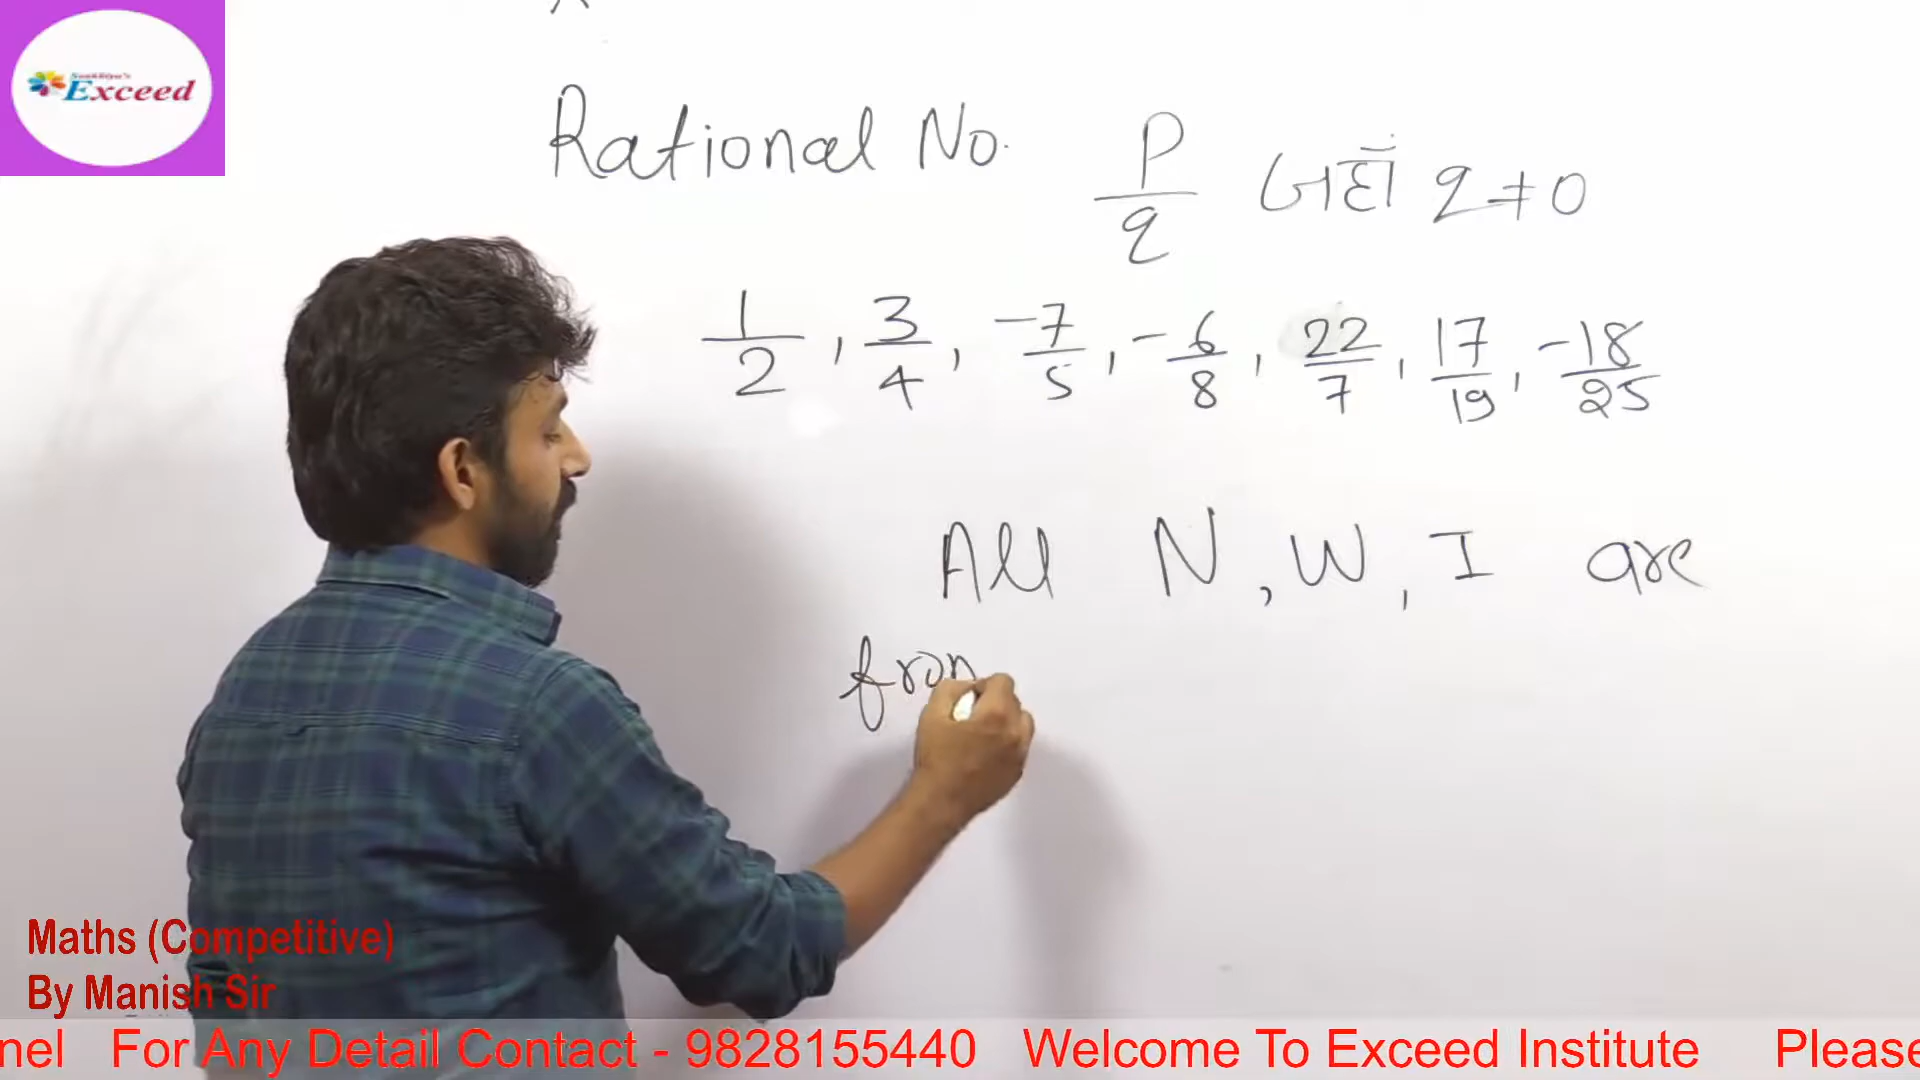 Sankalp's
Exceed
Rational No. P/q जहाँ q ≠ 0
1/2, 3/4, -7/5, -6/8, 22/7, 17/19, -18/25
All N, W, I are
from
Maths (Competitive)
By Manish Sir
nel For Any Detail Contact - 9828155440 Welcome To Exceed Institute Please